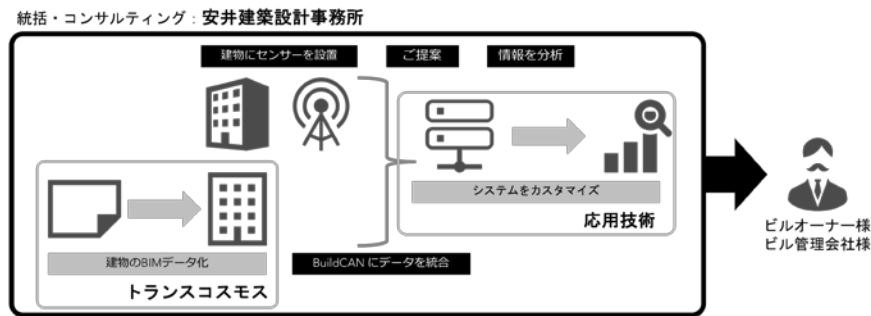 統括・コンサルティング：安井建築設計事務所
建物にセンサーを設置
ご提案
情報を分析
システムをカスタマイズ
応用技術
建物のBIMデータ化
トランスコスモス
BuildCAN にデータを統合
ビルオーナー様
ビル管理会社様